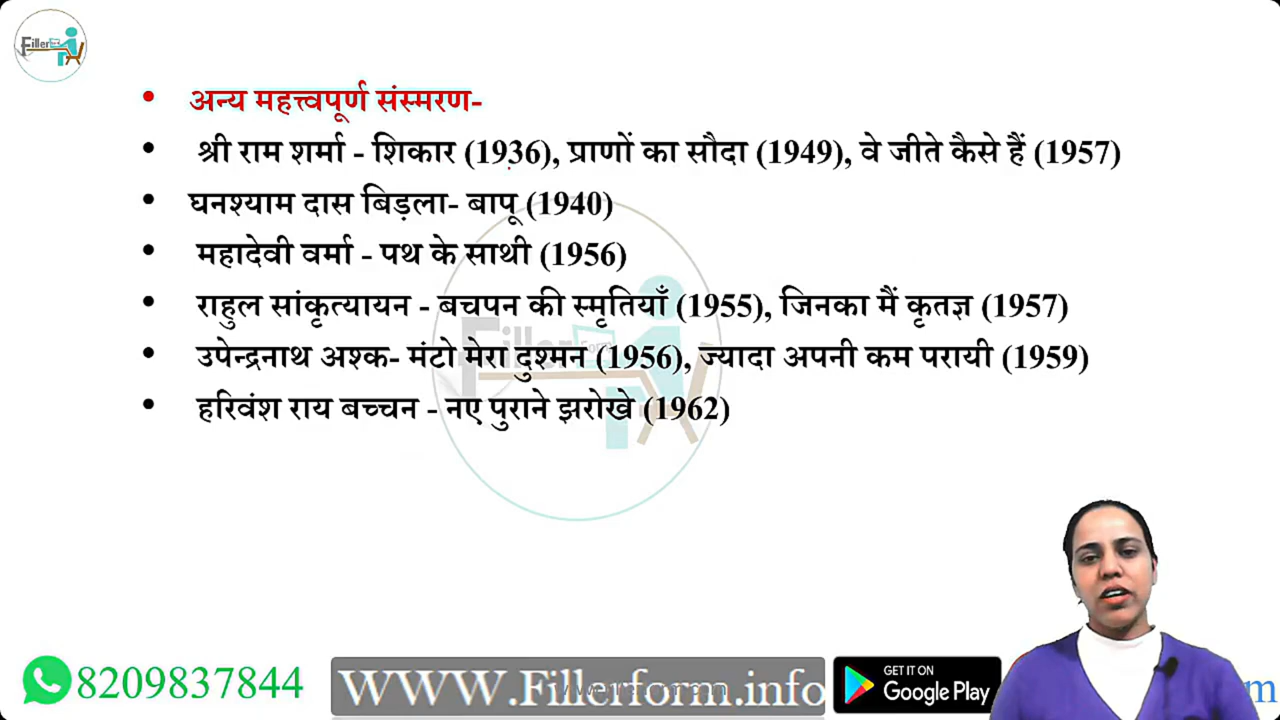 Fillerform
• अन्य महत्त्वपूर्ण संस्मरण-
• श्री राम शर्मा - शिकार (1936), प्राणों का सौदा (1949), वे जीते कैसे हैं (1957)
• घनश्याम दास बिड़ला- बापू (1940)
• महादेवी वर्मा - पथ के साथी (1956)
• राहुल सांकृत्यायन - बचपन की स्मृतियाँ (1955), जिनका मैं कृतज्ञ (1957)
• उपेन्द्रनाथ अश्क- मंटो मेरा दुश्मन (1956), ज्यादा अपनी कम परायी (1959)
• हरिवंश राय बच्चन - नए पुराने झरोखे (1962)
Fillerform
8209837844
WWW.Fillerform.info
GET IT ON
Google Play